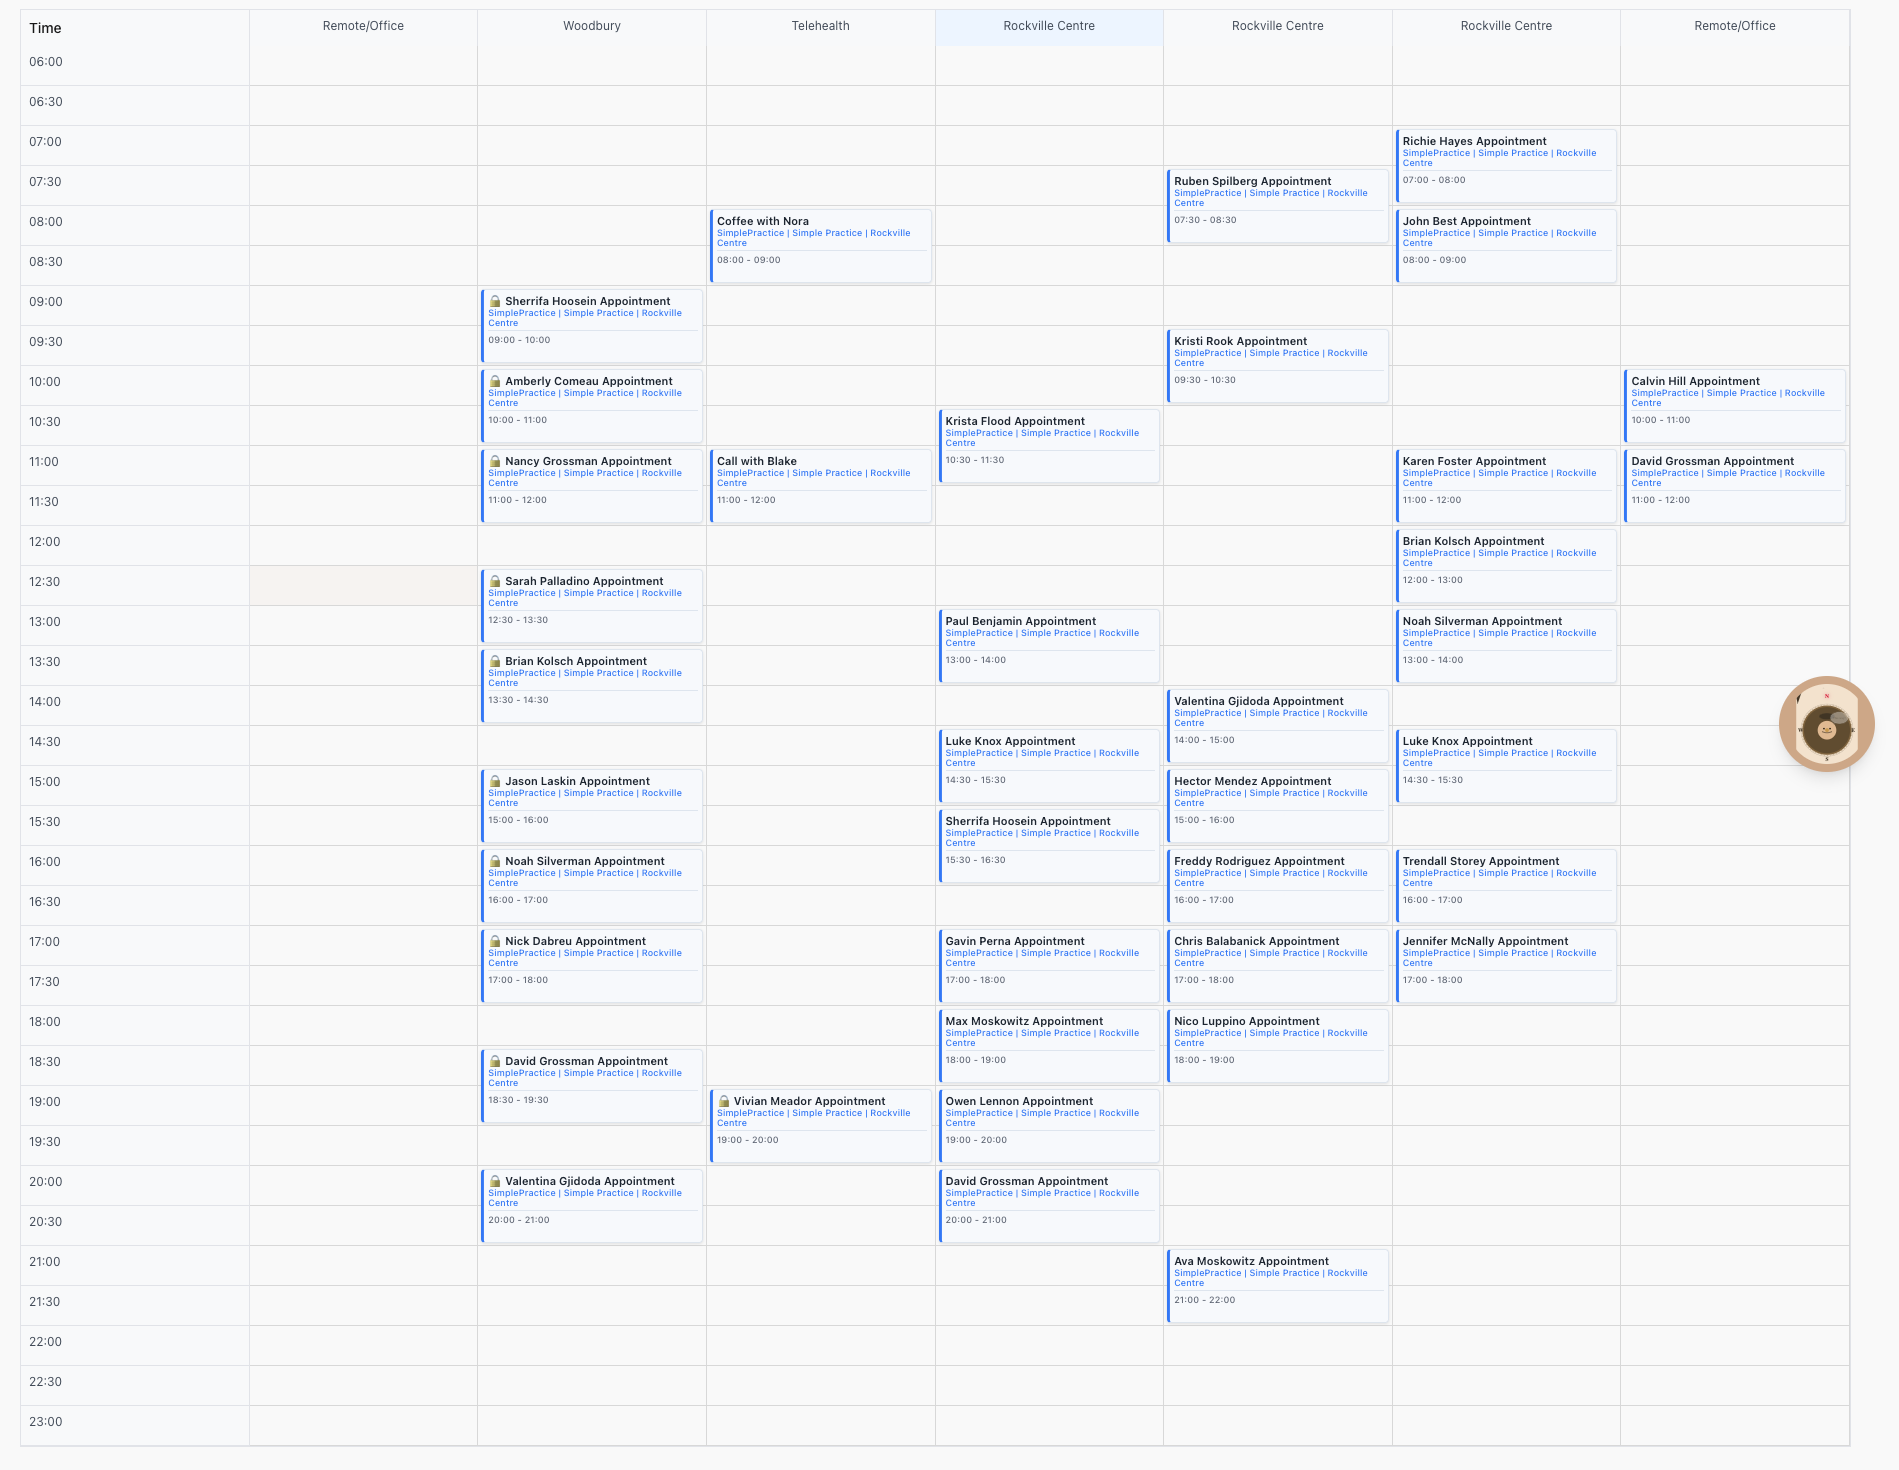 Time
Remote/Office
Woodbury
Telehealth
Rockville Centre
Rockville Centre
Rockville Centre
Remote/Office
06:00
06:30
07:00
Richie Hayes Appointment
SimplePractice | Simple Practice | Rockville
Centre
07:00 - 08:00
07:30
Ruben Spilberg Appointment
SimplePractice | Simple Practice | Rockville
Centre
07:30 - 08:30
08:00
Coffee with Nora
SimplePractice | Simple Practice | Rockville
Centre
08:00 - 09:00
John Best Appointment
SimplePractice | Simple Practice | Rockville
Centre
08:00 - 09:00
08:30
09:00
🔒 Sherrifa Hoosein Appointment
SimplePractice | Simple Practice | Rockville
Centre
09:00 - 10:00
09:30
Kristi Rook Appointment
SimplePractice | Simple Practice | Rockville
Centre
09:30 - 10:30
10:00
🔒 Amberly Comeau Appointment
SimplePractice | Simple Practice | Rockville
Centre
10:00 - 11:00
Calvin Hill Appointment
SimplePractice | Simple Practice | Rockville
Centre
10:00 - 11:00
10:30
Krista Flood Appointment
SimplePractice | Simple Practice | Rockville
Centre
10:30 - 11:30
11:00
🔒 Nancy Grossman Appointment
SimplePractice | Simple Practice | Rockville
Centre
11:00 - 12:00
Call with Blake
SimplePractice | Simple Practice | Rockville
Centre
11:00 - 12:00
Karen Foster Appointment
SimplePractice | Simple Practice | Rockville
Centre
11:00 - 12:00
David Grossman Appointment
SimplePractice | Simple Practice | Rockville
Centre
11:00 - 12:00
11:30
12:00
Brian Kolsch Appointment
SimplePractice | Simple Practice | Rockville
Centre
12:00 - 13:00
12:30
🔒 Sarah Palladino Appointment
SimplePractice | Simple Practice | Rockville
Centre
12:30 - 13:30
13:00
Paul Benjamin Appointment
SimplePractice | Simple Practice | Rockville
Centre
13:00 - 14:00
Noah Silverman Appointment
SimplePractice | Simple Practice | Rockville
Centre
13:00 - 14:00
13:30
🔒 Brian Kolsch Appointment
SimplePractice | Simple Practice | Rockville
Centre
13:30 - 14:30
14:00
Valentina Gjidoda Appointment
SimplePractice | Simple Practice | Rockville
Centre
14:00 - 15:00
N
W
E
S
14:30
Luke Knox Appointment
SimplePractice | Simple Practice | Rockville
Centre
14:30 - 15:30
Luke Knox Appointment
SimplePractice | Simple Practice | Rockville
Centre
14:30 - 15:30
15:00
🔒 Jason Laskin Appointment
SimplePractice | Simple Practice | Rockville
Centre
15:00 - 16:00
Hector Mendez Appointment
SimplePractice | Simple Practice | Rockville
Centre
15:00 - 16:00
15:30
Sherrifa Hoosein Appointment
SimplePractice | Simple Practice | Rockville
Centre
15:30 - 16:30
16:00
🔒 Noah Silverman Appointment
SimplePractice | Simple Practice | Rockville
Centre
16:00 - 17:00
Freddy Rodriguez Appointment
SimplePractice | Simple Practice | Rockville
Centre
16:00 - 17:00
Trendall Storey Appointment
SimplePractice | Simple Practice | Rockville
Centre
16:00 - 17:00
16:30
17:00
🔒 Nick Dabreu Appointment
SimplePractice | Simple Practice | Rockville
Centre
17:00 - 18:00
Gavin Perna Appointment
SimplePractice | Simple Practice | Rockville
Centre
17:00 - 18:00
Chris Balabanick Appointment
SimplePractice | Simple Practice | Rockville
Centre
17:00 - 18:00
Jennifer McNally Appointment
SimplePractice | Simple Practice | Rockville
Centre
17:00 - 18:00
17:30
18:00
Max Moskowitz Appointment
SimplePractice | Simple Practice | Rockville
Centre
18:00 - 19:00
Nico Luppino Appointment
SimplePractice | Simple Practice | Rockville
Centre
18:00 - 19:00
18:30
🔒 David Grossman Appointment
SimplePractice | Simple Practice | Rockville
Centre
18:30 - 19:30
19:00
🔒 Vivian Meador Appointment
SimplePractice | Simple Practice | Rockville
Centre
19:00 - 20:00
Owen Lennon Appointment
SimplePractice | Simple Practice | Rockville
Centre
19:00 - 20:00
19:30
20:00
🔒 Valentina Gjidoda Appointment
SimplePractice | Simple Practice | Rockville
Centre
20:00 - 21:00
David Grossman Appointment
SimplePractice | Simple Practice | Rockville
Centre
20:00 - 21:00
20:30
21:00
Ava Moskowitz Appointment
SimplePractice | Simple Practice | Rockville
Centre
21:00 - 22:00
21:30
22:00
22:30
23:00